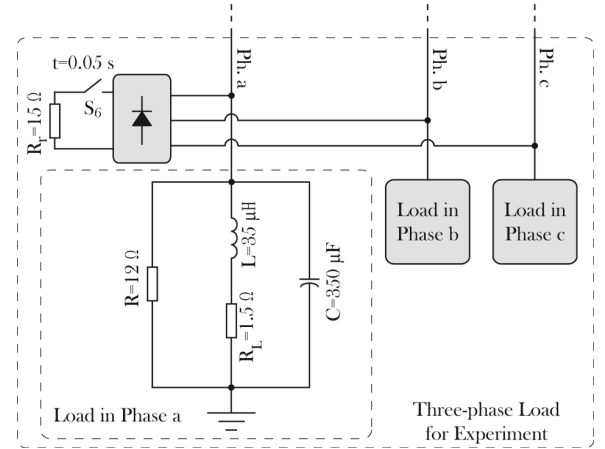 Ph. a
Ph. b
Ph. c
t=0.05 s
S6
Rr=15 Ω
Load in
Phase b
Load in
Phase c
R=12 Ω
L=35 μH
RL=1.5 Ω
C=350 μF
Load in Phase a
Three-phase Load
for Experiment